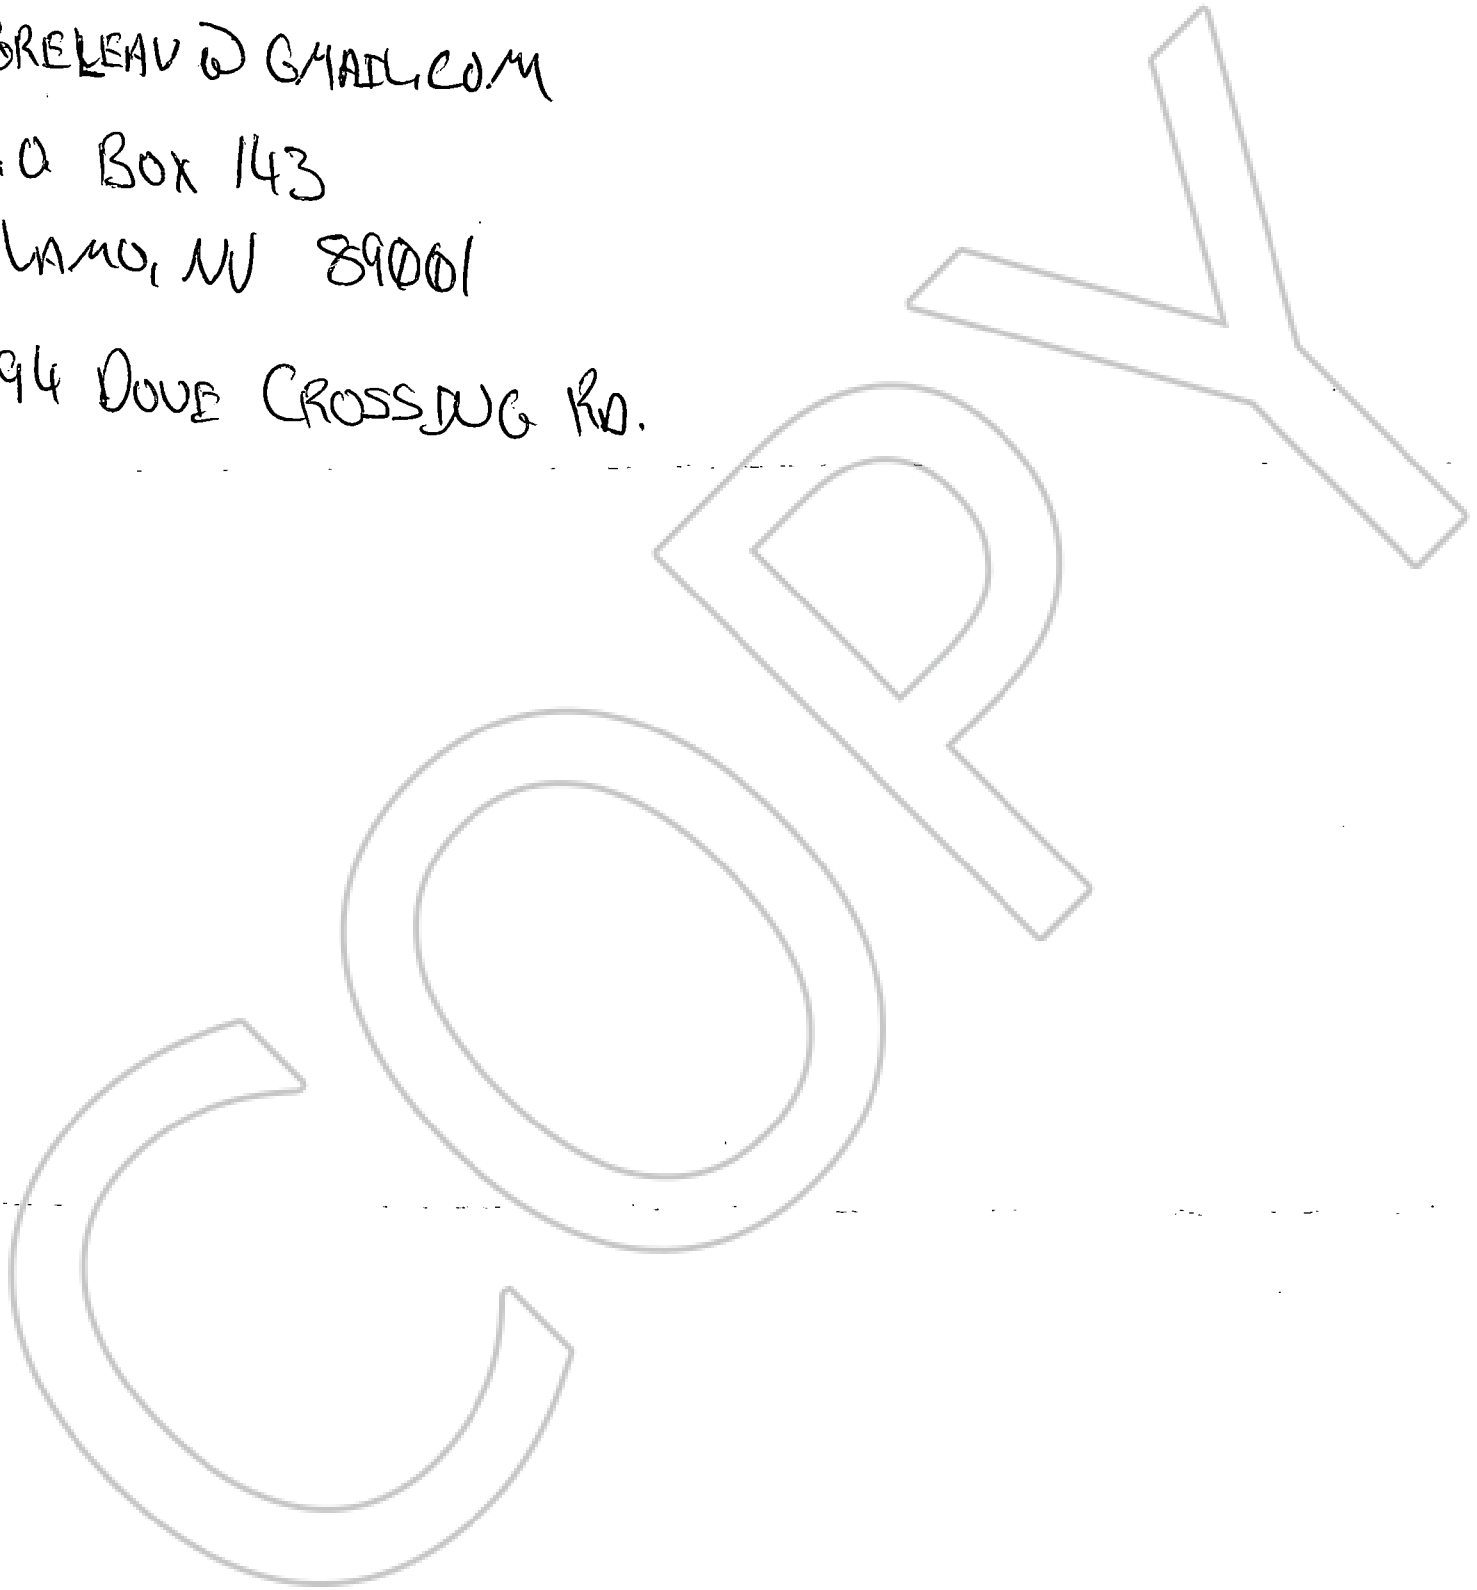 BRELEAU@GMAIL.COM
.O BOX 143
LAMO, NV 89001
94 DOVE CROSSING RD.
COPY